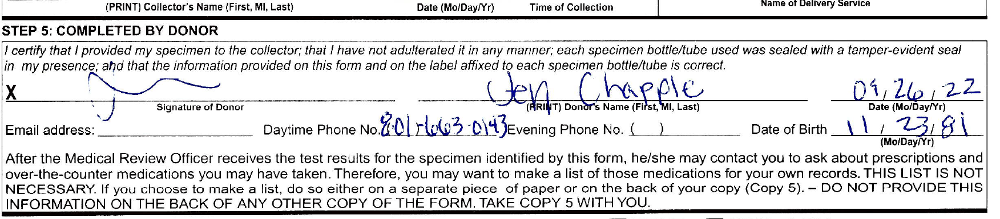 (PRINT) Collector's Name (First, MI, Last) Date (Mo/Day/Yr) Time of Collection Name of Delivery Service
STEP 5: COMPLETED BY DONOR
I certify that I provided my specimen to the collector; that I have not adulterated it in any manner; each specimen bottle/tube used was sealed with a tamper-evident seal
in my presence; and that the information provided on this form and on the label affixed to each specimen bottle/tube is correct.
X Jen Chapple 09/26/22
Signature of Donor (PRINT) Donor's Name (First, MI, Last) Date (Mo/Day/Yr)
Email address: Daytime Phone No. 801-663-0143 Evening Phone No. ( ) Date of Birth 11/23/81
(Mo/Day/Yr)
After the Medical Review Officer receives the test results for the specimen identified by this form, he/she may contact you to ask about prescriptions and
over-the-counter medications you may have taken. Therefore, you may want to make a list of those medications for your own records. THIS LIST IS NOT
NECESSARY. If you choose to make a list, do so either on a separate piece of paper or on the back of your copy (Copy 5). – DO NOT PROVIDE THIS
INFORMATION ON THE BACK OF ANY OTHER COPY OF THE FORM. TAKE COPY 5 WITH YOU.